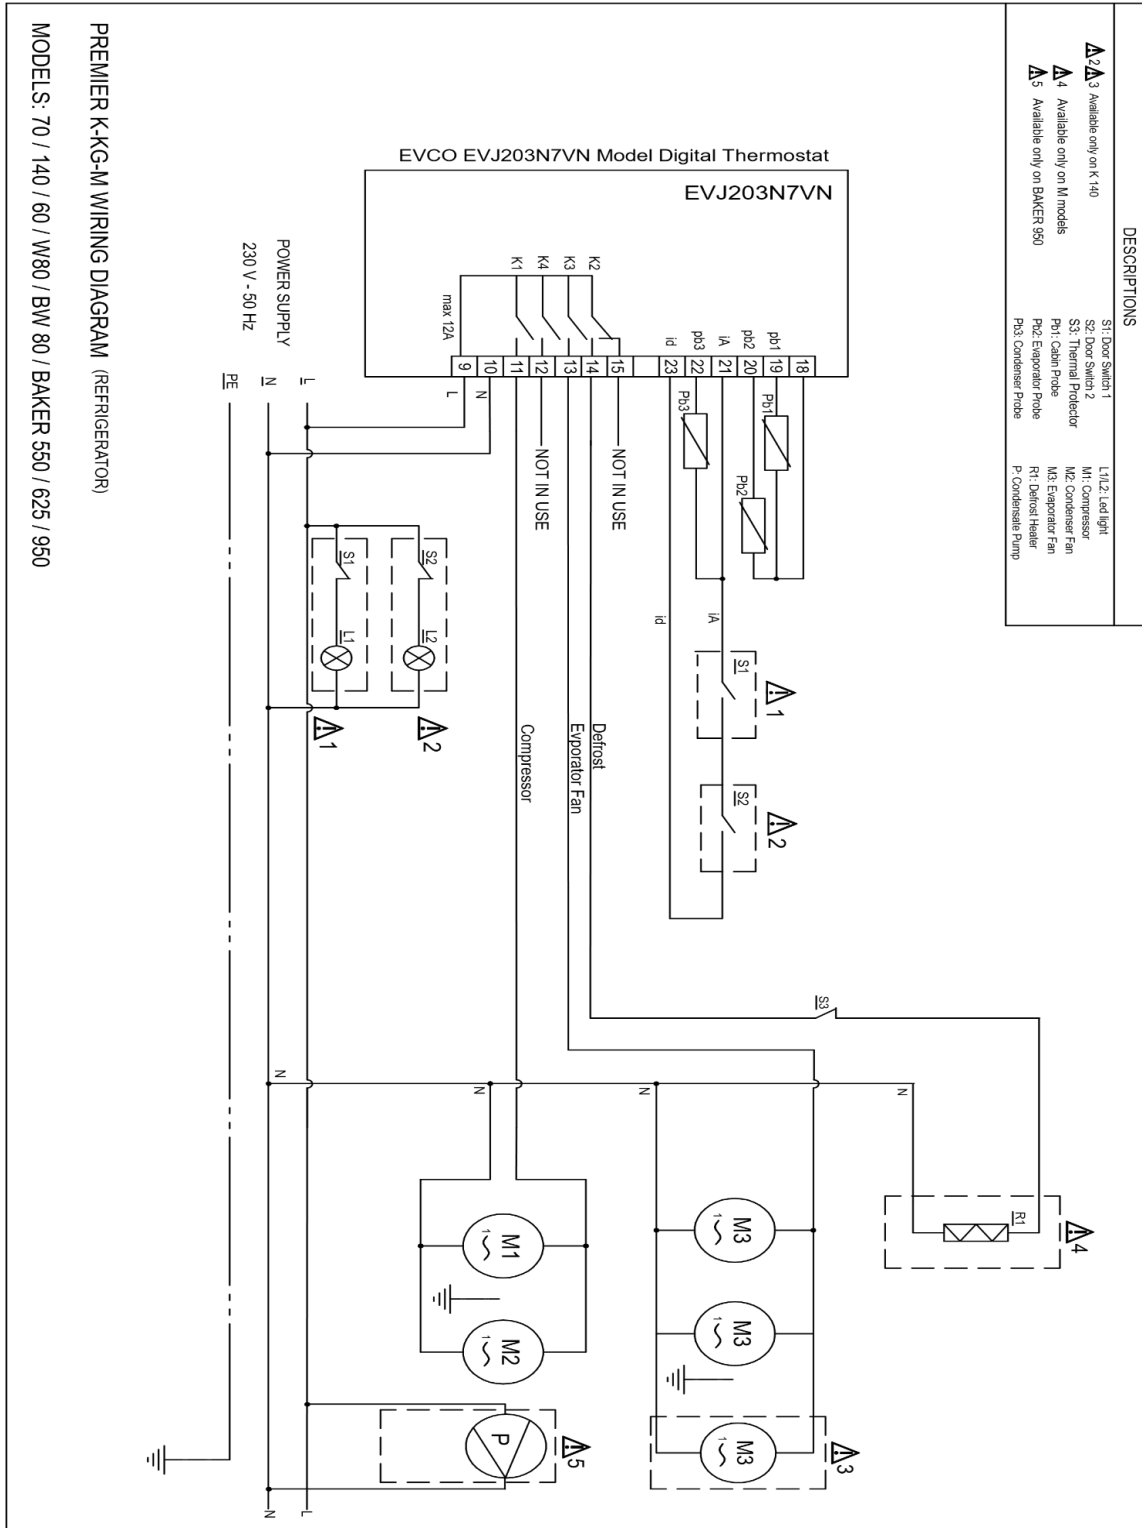 DESCRIPTIONS
⚠2 ⚠3 Available only on K 140
⚠4 Available only on M models
⚠5 Available only on BAKER 950
S1: Door Switch 1
S2: Door Switch 2
S3: Thermal Protector
Pb1: Cabin Probe
Pb2: Evaporator Probe
Pb3: Condenser Probe
L1/L2: Led light
M1: Compressor
M2: Condenser Fan
M3: Evaporator Fan
R1: Defrost Heater
P: Condensate Pump
EVCO EVJ203N7VN Model Digital Thermostat
EVJ203N7VN
K1
K4
K3
K2
max 12A
id
pb3
iA
pb2
pb1
9
10
11
12
13
14
15
23
22
21
20
19
18
L
N
NOT IN USE
NOT IN USE
Pb3
Pb2
Pb1
POWER SUPPLY
230 V - 50 Hz
L
N
PE
S1
L1
⚠1
S2
L2
⚠2
id
iA
S1
⚠1
S2
⚠2
Compressor
Evporator Fan
Defrost
S3
N
N
N
N
R1
⚠4
M1
1~
M2
1~
M3
1~
M3
1~
M3
1~
⚠3
P
⚠5
N
L
PREMIER K-KG-M WIRING DIAGRAM (REFRIGERATOR)
MODELS: 70 / 140 / 60 / W80 / BW 80 / BAKER 550 / 625 / 950